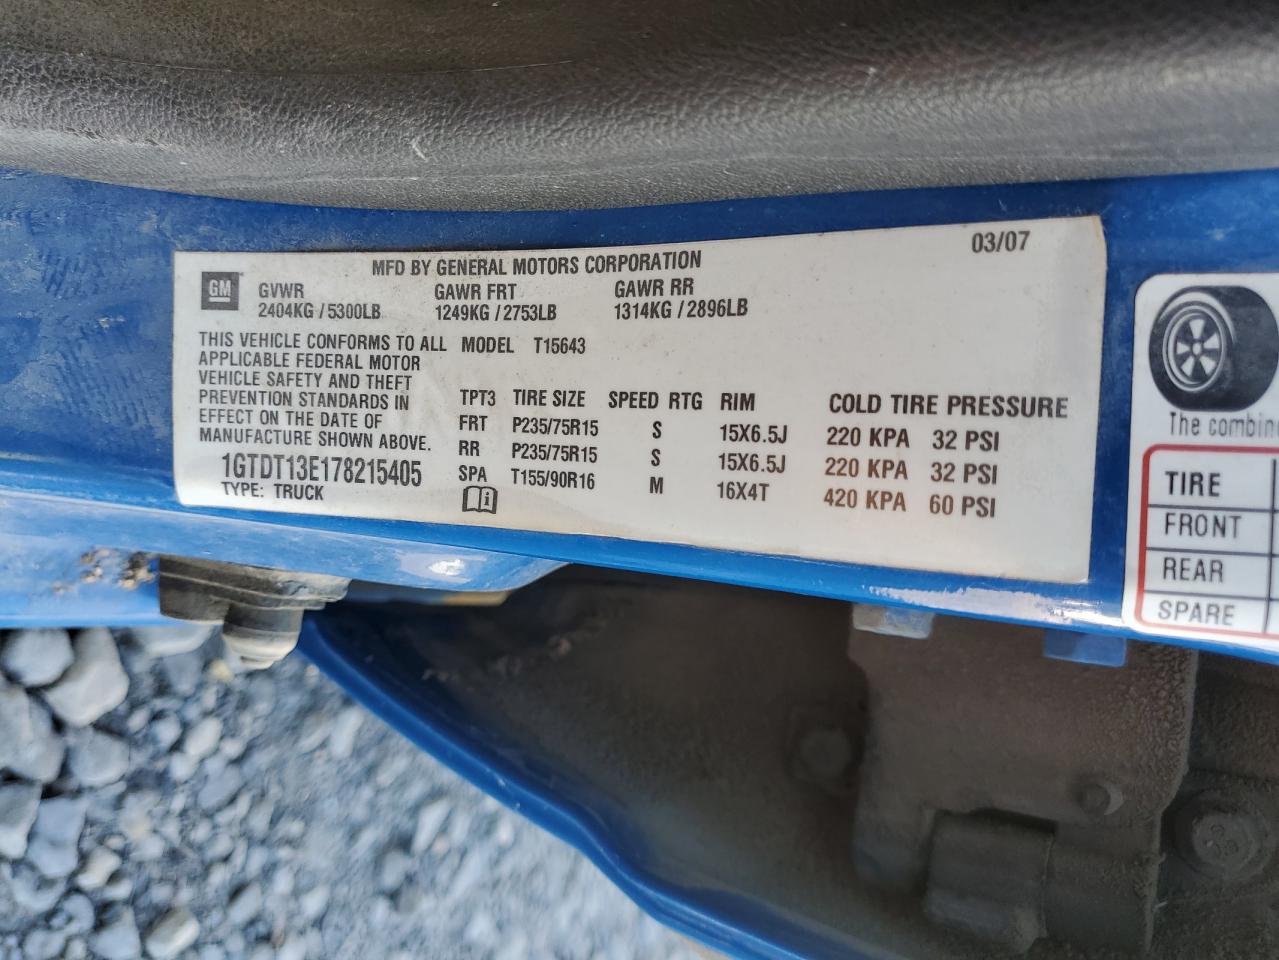 03/07
MFD BY GENERAL MOTORS CORPORATION
GM
GVWR GAWR FRT GAWR RR
2404KG / 5300LB 1249KG / 2753LB 1314KG / 2896LB
THIS VEHICLE CONFORMS TO ALL
APPLICABLE FEDERAL MOTOR
VEHICLE SAFETY AND THEFT
PREVENTION STANDARDS IN
EFFECT ON THE DATE OF
MANUFACTURE SHOWN ABOVE.
1GTDT13E178215405
TYPE: TRUCK
MODEL T15643
TPT3 TIRE SIZE SPEED RTG RIM COLD TIRE PRESSURE
FRT P235/75R15 S 15X6.5J 220 KPA 32 PSI
RR P235/75R15 S 15X6.5J 220 KPA 32 PSI
SPA T155/90R16 M 16X4T 420 KPA 60 PSI
i
The
TIRE
FRONT
REAR
SPARE